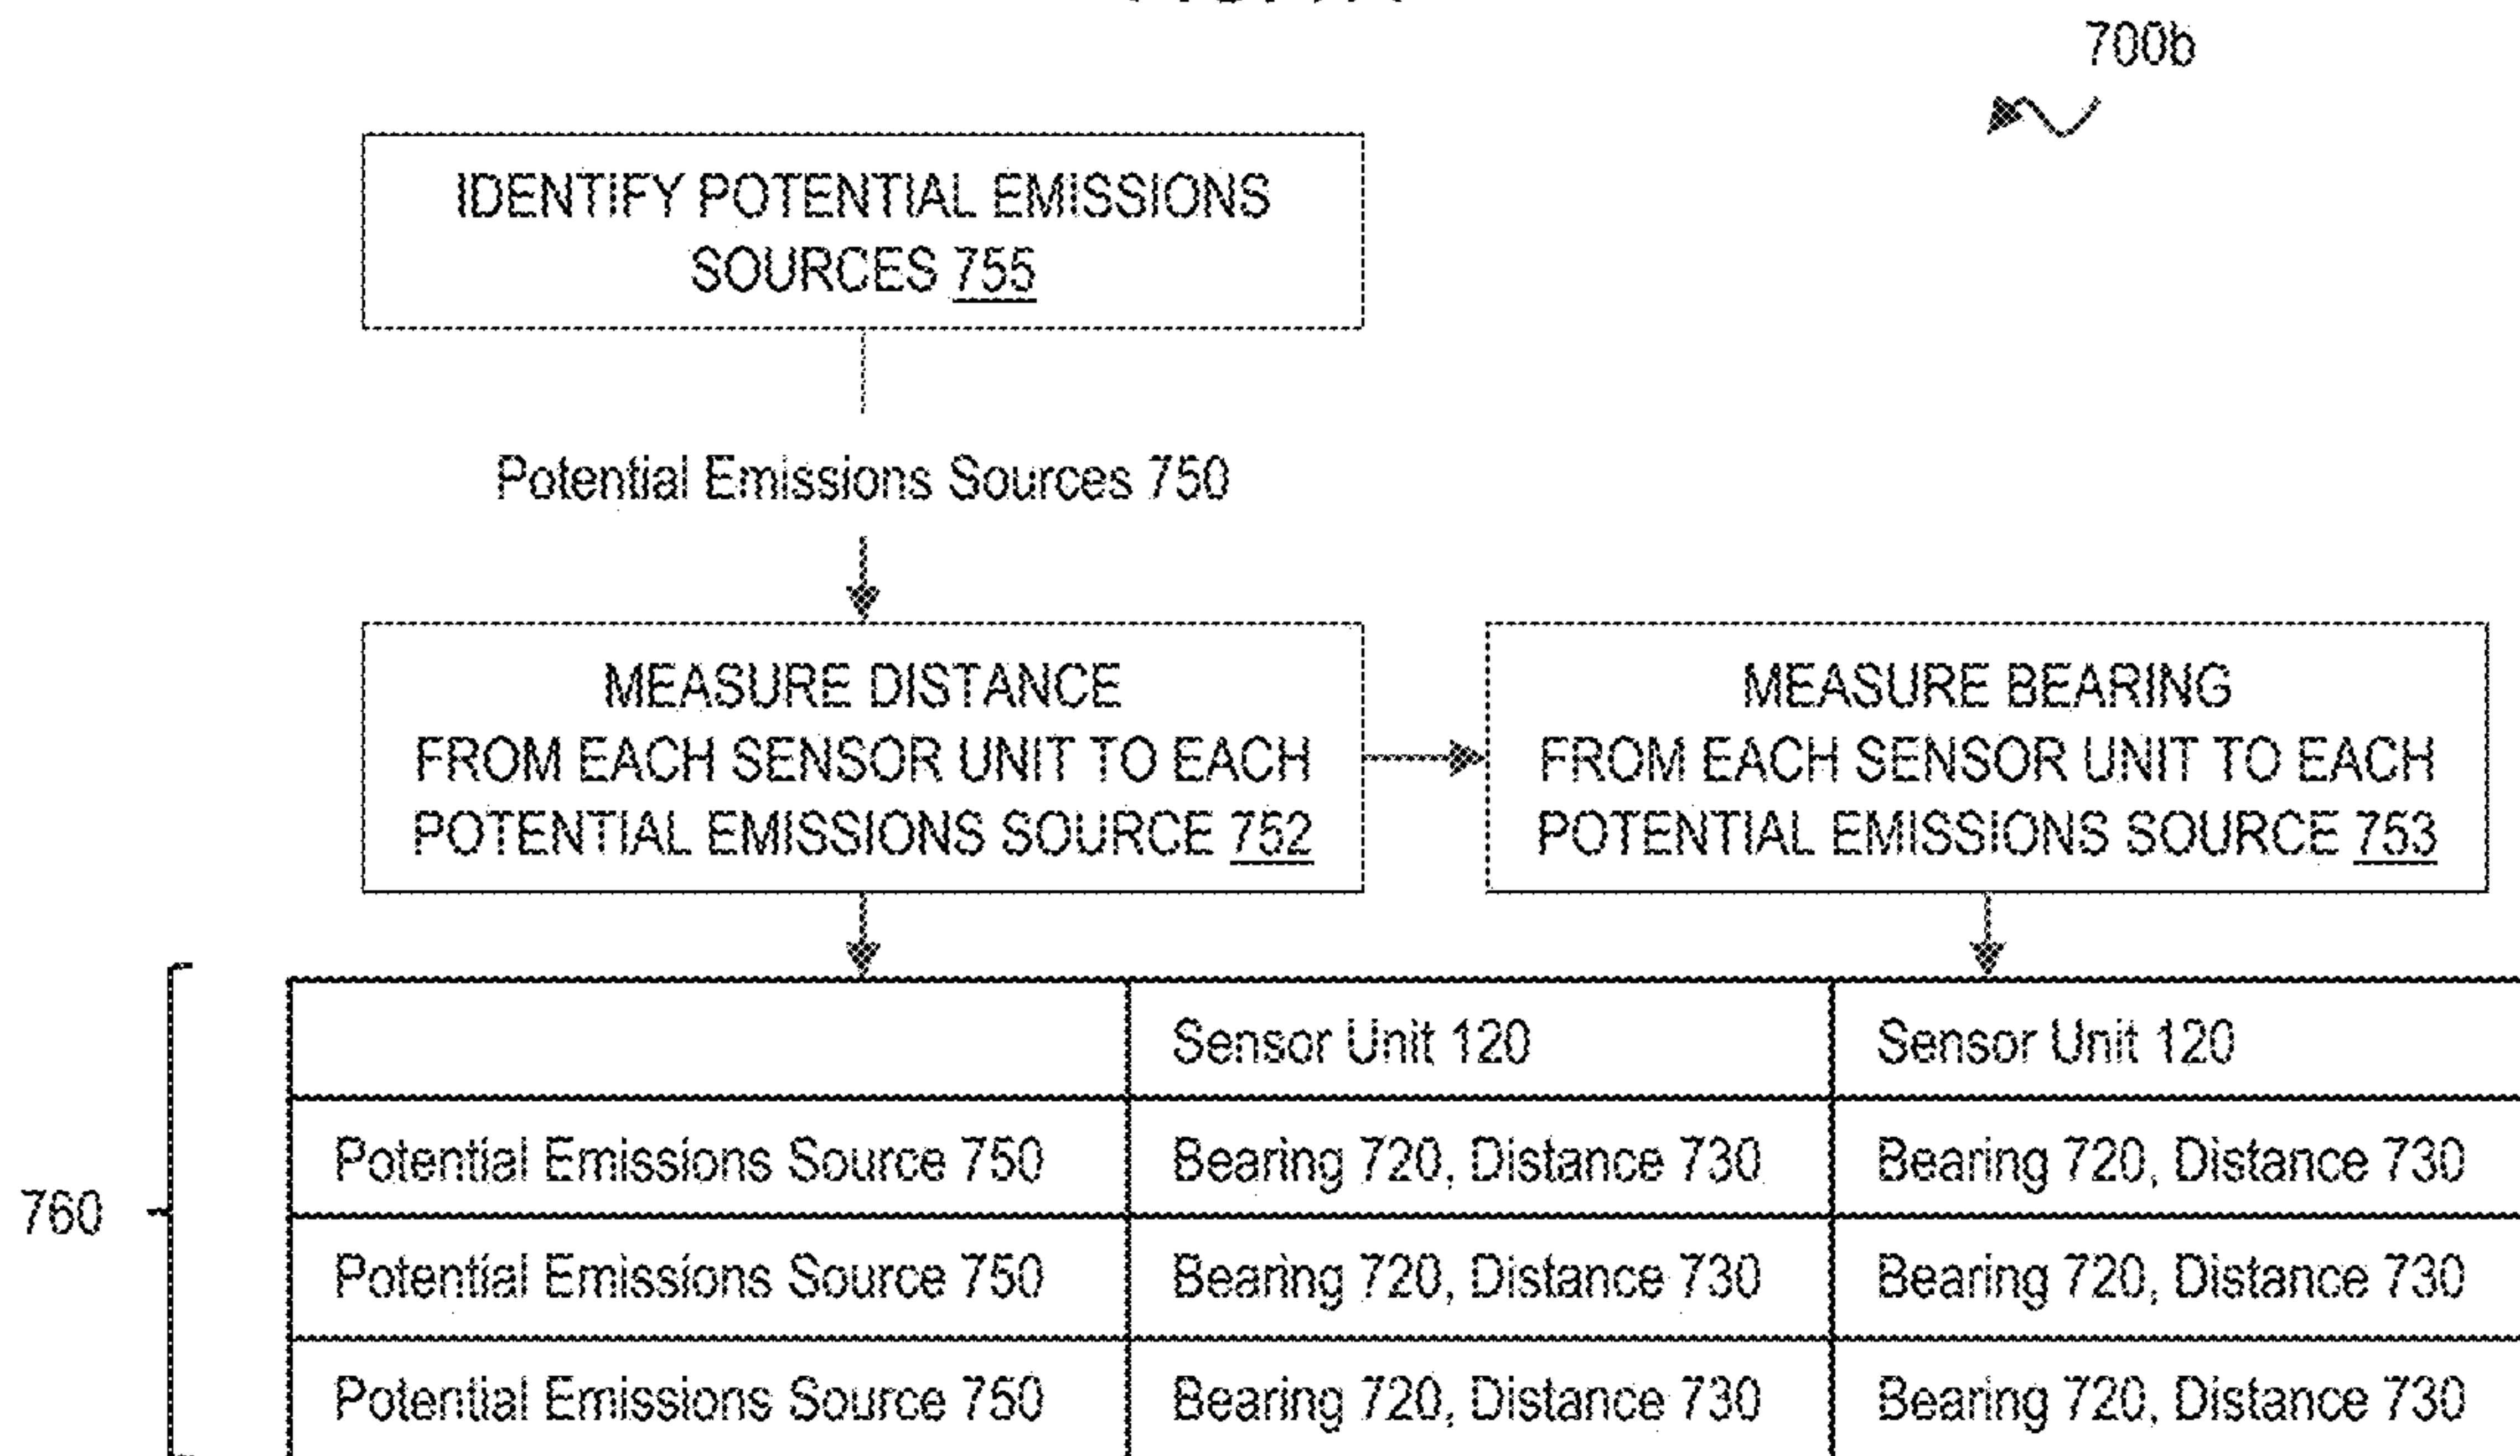 700b
IDENTIFY POTENTIAL EMISSIONS
SOURCES 755
Potential Emissions Sources 750
MEASURE DISTANCE
FROM EACH SENSOR UNIT TO EACH
POTENTIAL EMISSIONS SOURCE 752
MEASURE BEARING
FROM EACH SENSOR UNIT TO EACH
POTENTIAL EMISSIONS SOURCE 753
760
Sensor Unit 120 Sensor Unit 120
Potential Emissions Source 750 Bearing 720, Distance 730 Bearing 720, Distance 730
Potential Emissions Source 750 Bearing 720, Distance 730 Bearing 720, Distance 730
Potential Emissions Source 750 Bearing 720, Distance 730 Bearing 720, Distance 730